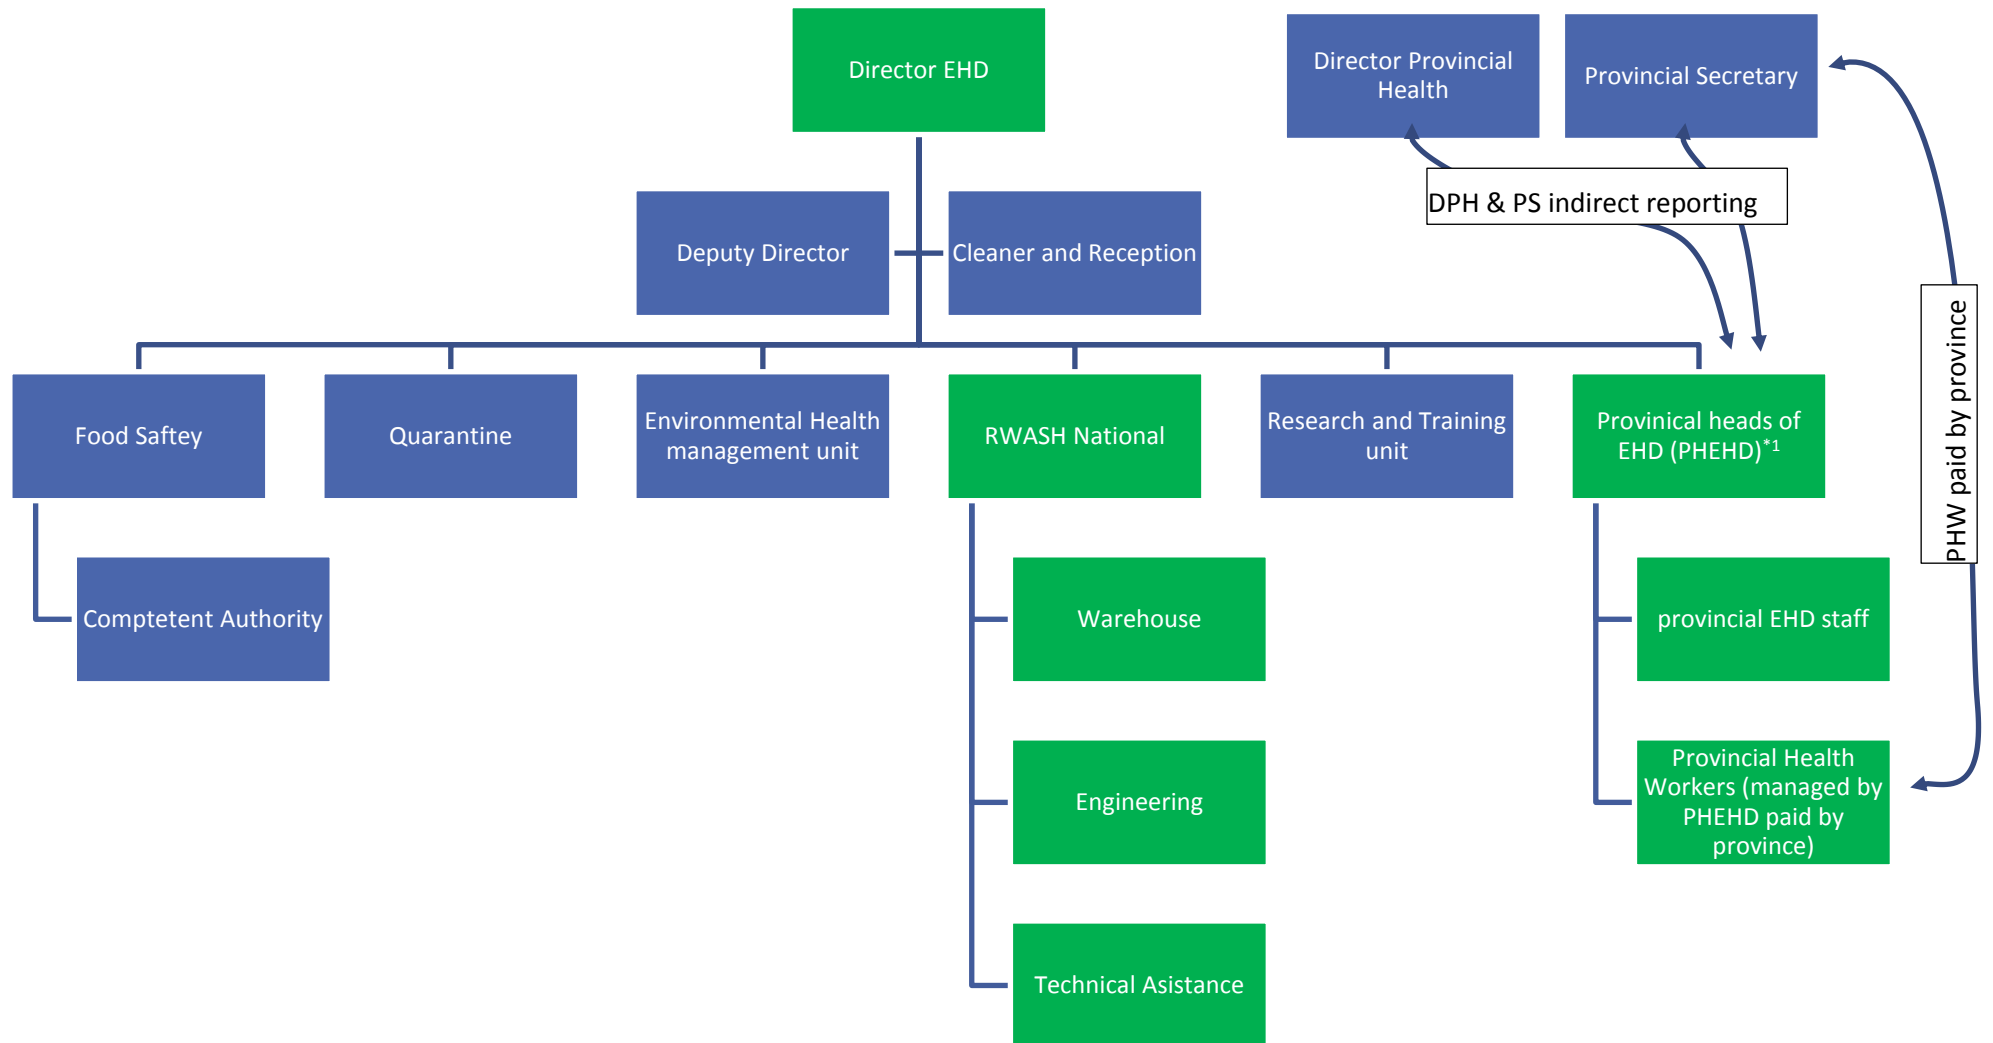 Director EHD
Director Provincial
Health
Provincial Secretary
DPH & PS indirect reporting
Deputy Director
Cleaner and Reception
PHW paid by province
Food Saftey
Quarantine
Environmental Health
management unit
RWASH National
Research and Training
unit
Provinical heads of
EHD (PHEHD)*1
Comptetent Authority
Warehouse
provincial EHD staff
Engineering
Provincial Health
Workers (managed by
PHEHD paid by
province)
Technical Asistance